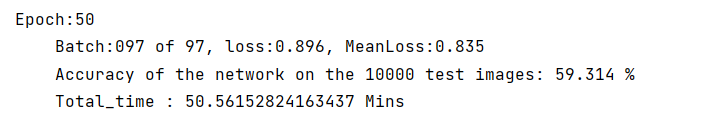 Epoch:50
Batch:097 of 97, loss:0.896, MeanLoss:0.835
Accuracy of the network on the 10000 test images: 59.314 %
Total_time : 50.56152824163437 Mins